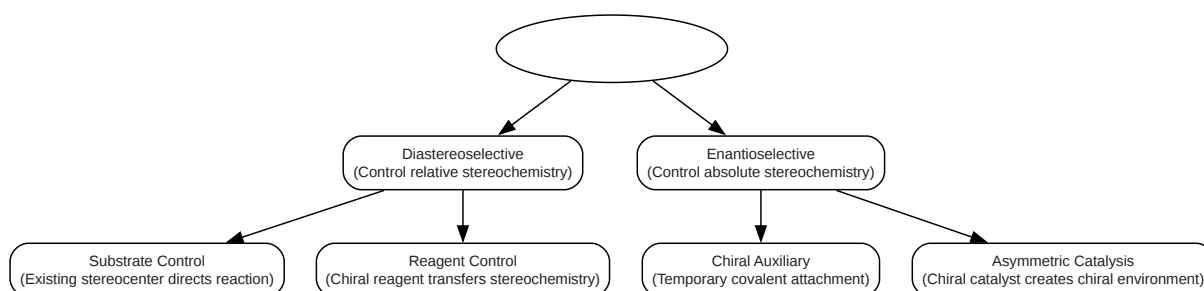 Diastereoselective
(Control relative stereochemistry)
Enantioselective
(Control absolute stereochemistry)
Substrate Control
(Existing stereocenter directs reaction)
Reagent Control
(Chiral reagent transfers stereochemistry)
Chiral Auxiliary
(Temporary covalent attachment)
Asymmetric Catalysis
(Chiral catalyst creates chiral environment)